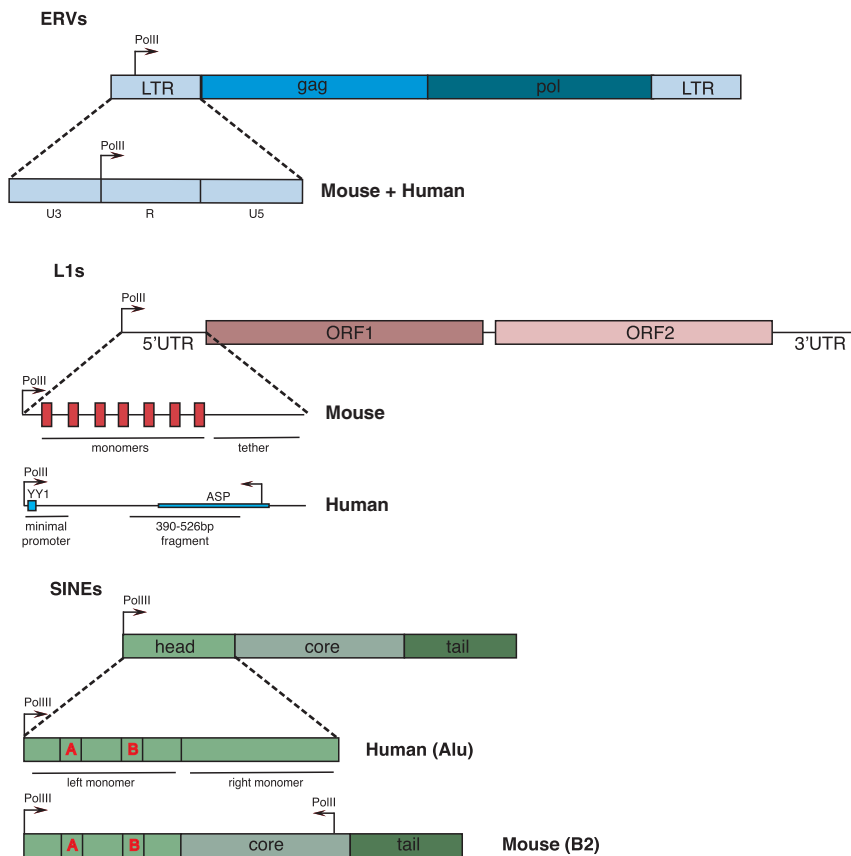 ERVs
PolII
LTR
gag
pol
LTR
PolII
Mouse + Human
U3
R
U5
L1s
PolII
5'UTR
ORF1
ORF2
3'UTR
PolII
Mouse
monomers
tether
PolII
YY1
ASP
Human
minimal
promoter
390-526bp
fragment
SINEs
PolIII
head
core
tail
PolIII
A
B
Human (Alu)
left monomer
right monomer
PolIII
PolII
A
B
core
tail
Mouse (B2)